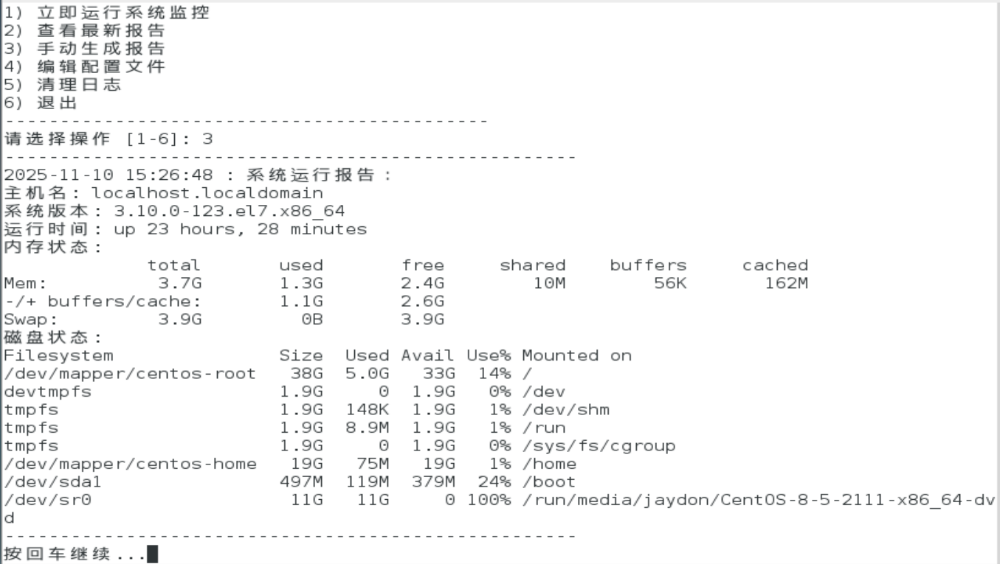 1) 立即运行系统监控
2) 查看最新报告
3) 手动生成报告
4) 编辑配置文件
5) 清理日志
6) 退出
--------------------------------------------
请选择操作 [1-6]: 3
----------------------------------------------------
2025-11-10 15:26:48 : 系统运行报告：
主机名: localhost.localdomain
系统版本: 3.10.0-123.el7.x86_64
运行时间: up 23 hours, 28 minutes
内存状态:
             total       used       free     shared    buffers     cached
Mem:          3.7G       1.3G       2.4G        10M        56K       162M
-/+ buffers/cache:       1.1G       2.6G
Swap:         3.9G         0B       3.9G
磁盘状态:
Filesystem               Size  Used Avail Use% Mounted on
/dev/mapper/centos-root   38G  5.0G   33G  14% /
devtmpfs                 1.9G     0  1.9G   0% /dev
tmpfs                    1.9G  148K  1.9G   1% /dev/shm
tmpfs                    1.9G  8.9M  1.9G   1% /run
tmpfs                    1.9G     0  1.9G   0% /sys/fs/cgroup
/dev/mapper/centos-home   19G   75M   19G   1% /home
/dev/sda1                497M  119M  379M  24% /boot
/dev/sr0                  11G   11G     0 100% /run/media/jaydon/CentOS-8-5-2111-x86_64-dv
d
----------------------------------------------------
按回车继续...